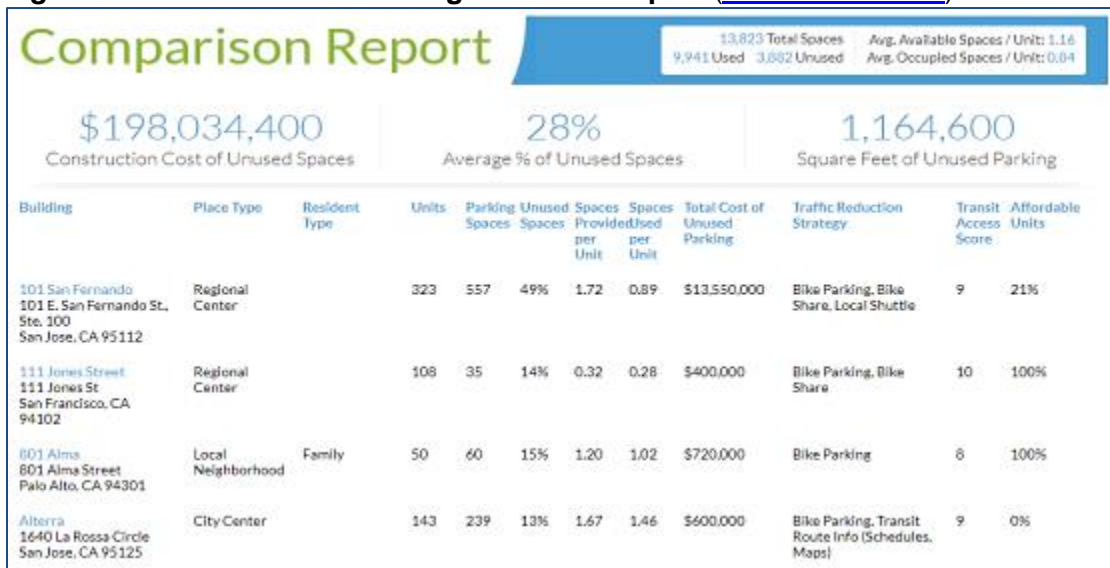 Comparison Report
13,823 Total Spaces
9,941 Used 3,882 Unused
Avg. Available Spaces / Unit: 1.16
Avg. Occupied Spaces / Unit: 0.84
$198,034,400
Construction Cost of Unused Spaces
28%
Average % of Unused Spaces
1,164,600
Square Feet of Unused Parking
Building Place Type Resident Type Units Parking Spaces Unused Spaces Spaces Provided per Unit Spaces Used per Unit Total Cost of Unused Parking Traffic Reduction Strategy Transit Access Score Affordable Units
101 San Fernando Regional 323 557 49% 1.72 0.89 $13,550,000 Bike Parking, Bike 9 21%
101 E. San Fernando St., Center Share, Local Shuttle
Ste. 100
San Jose, CA 95112
111 Jones Street Regional 108 35 14% 0.32 0.28 $400,000 Bike Parking, Bike 10 100%
111 Jones St Center Share
San Francisco, CA
94102
801 Alma Local Family 50 60 15% 1.20 1.02 $720,000 Bike Parking 8 100%
801 Alma Street Neighborhood
Palo Alto, CA 94301
Alterra City Center 143 239 13% 1.67 1.46 $600,000 Bike Parking, Transit 9 0%
1640 La Rossa Circle Route Info (Schedules,
San Jose, CA 95125 Maps)